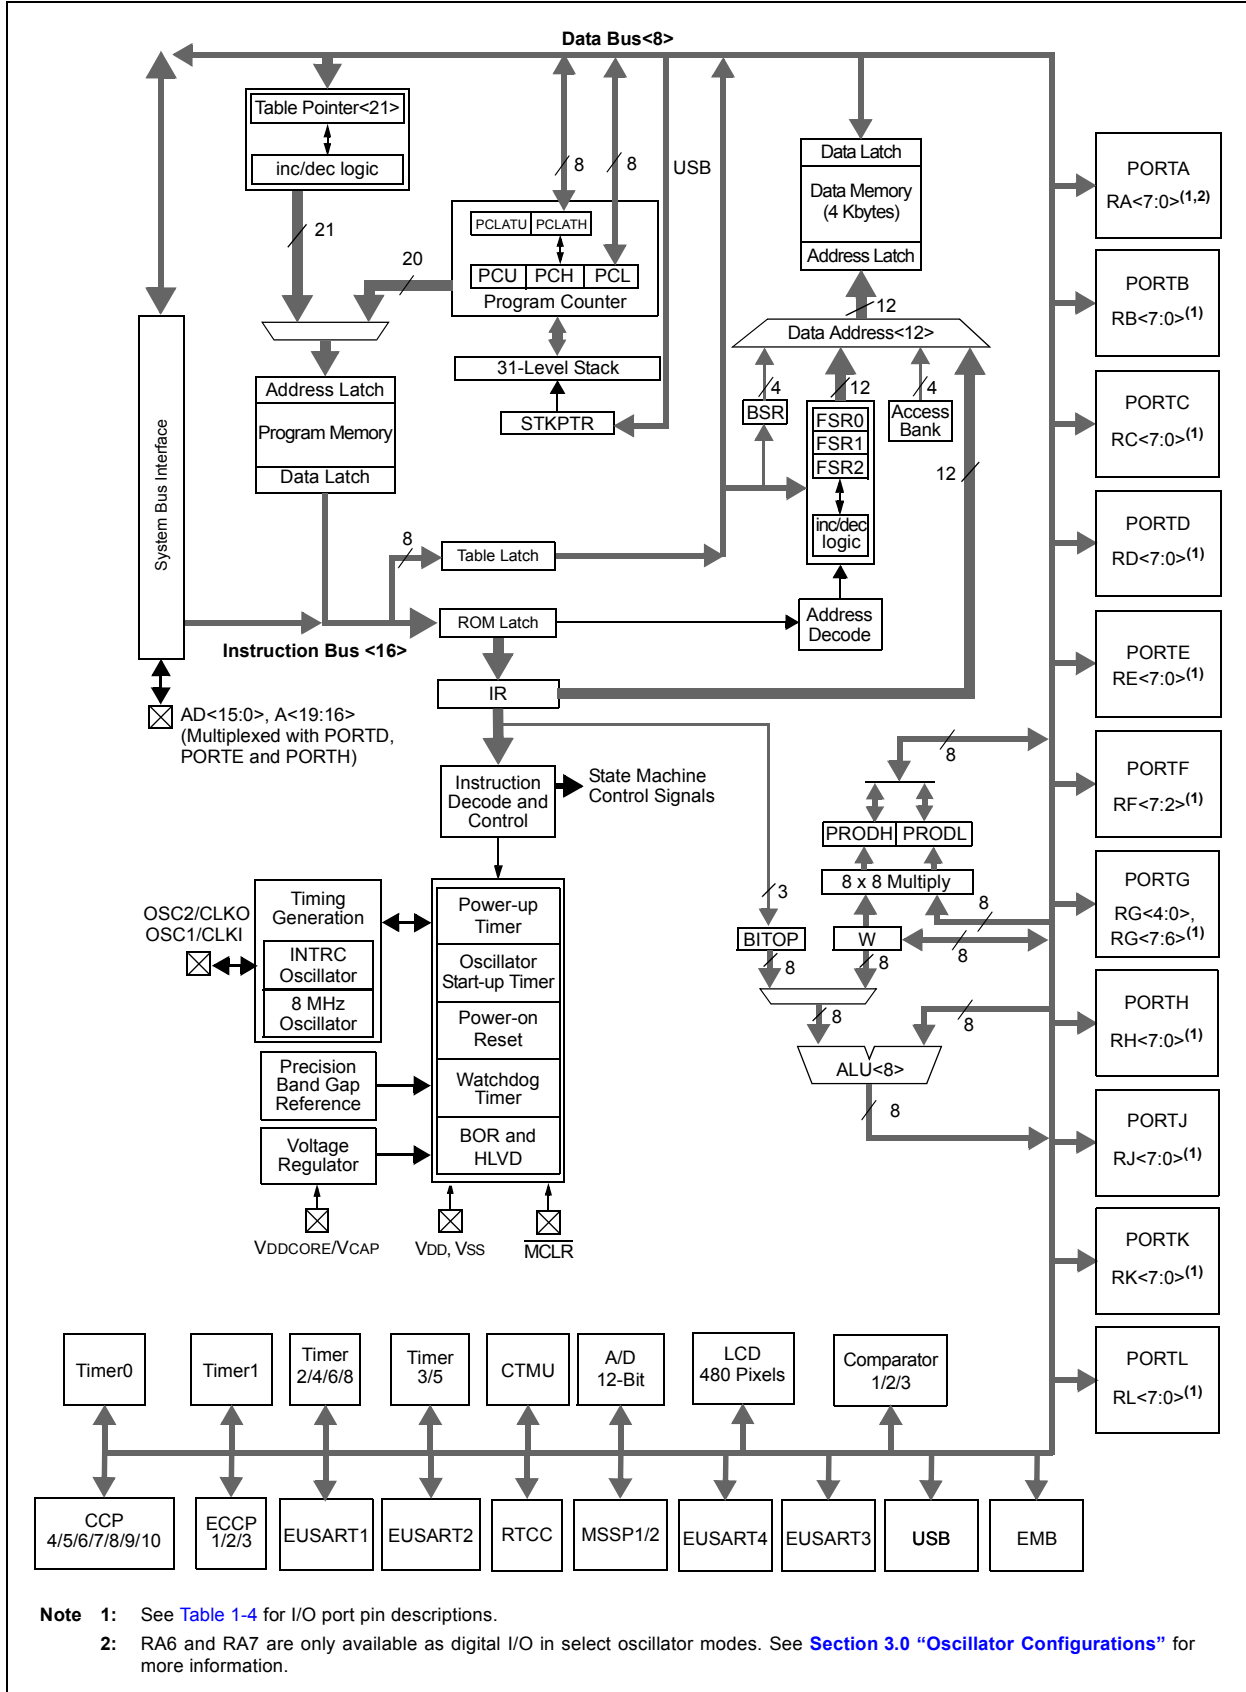 Data Bus<8>
Table Pointer<21>
inc/dec logic
21
20
8
8
USB
PCLATU
PCLATH
PCU
PCH
PCL
Program Counter
31-Level Stack
STKPTR
Data Latch
Data Memory
(4 Kbytes)
Address Latch
12
Data Address<12>
4
12
4
BSR
FSR0
FSR1
FSR2
inc/dec
logic
Access
Bank
12
Address
Decode
System Bus Interface
Address Latch
Program Memory
Data Latch
8
Table Latch
ROM Latch
Instruction Bus <16>
IR
AD<15:0>, A<19:16>
(Multiplexed with PORTD,
PORTE and PORTH)
Instruction
Decode and
Control
State Machine
Control Signals
8
PRODH
PRODL
8 x 8 Multiply
3
8
BITOP
W
8
8
8
8
8
ALU<8>
8
OSC2/CLKO
OSC1/CLKI
Timing
Generation
INTRC
Oscillator
8 MHz
Oscillator
Precision
Band Gap
Reference
Voltage
Regulator
Power-up
Timer
Oscillator
Start-up Timer
Power-on
Reset
Watchdog
Timer
BOR and
HLVD
VDDCORE/VCAP
VDD, VSS
MCLR
PORTA
RA<7:0>(1,2)
PORTB
RB<7:0>(1)
PORTC
RC<7:0>(1)
PORTD
RD<7:0>(1)
PORTE
RE<7:0>(1)
PORTF
RF<7:2>(1)
PORTG
RG<4:0>,
RG<7:6>(1)
PORTH
RH<7:0>(1)
PORTJ
RJ<7:0>(1)
PORTK
RK<7:0>(1)
PORTL
RL<7:0>(1)
Timer0
Timer1
Timer
2/4/6/8
Timer
3/5
CTMU
A/D
12-Bit
LCD
480 Pixels
Comparator
1/2/3
CCP
4/5/6/7/8/9/10
ECCP
1/2/3
EUSART1
EUSART2
RTCC
MSSP1/2
EUSART4
EUSART3
USB
EMB
Note 1: See Table 1-4 for I/O port pin descriptions.
2: RA6 and RA7 are only available as digital I/O in select oscillator modes. See Section 3.0 “Oscillator Configurations” for
more information.